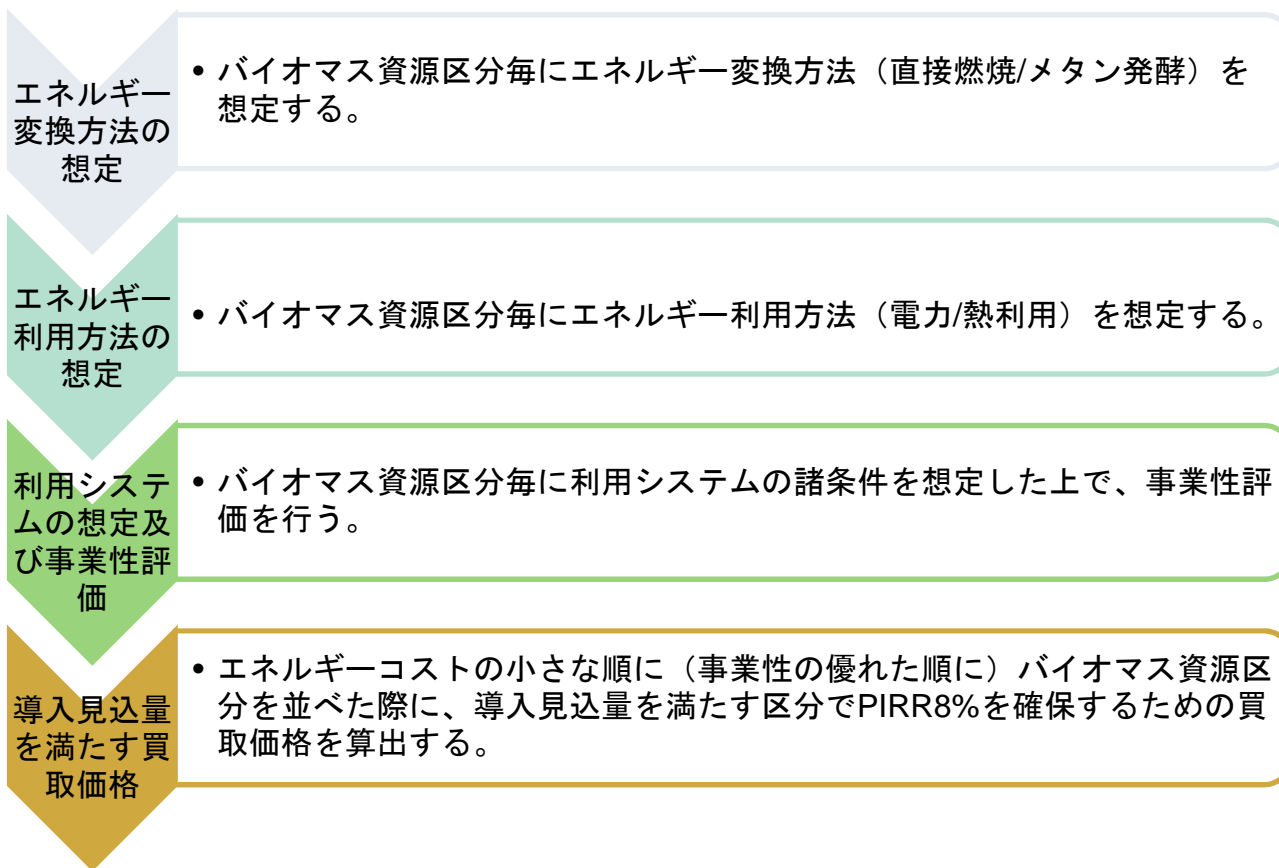 エネルギー
変換方法の
想定
• バイオマス資源区分毎にエネルギー変換方法（直接燃焼/メタン発酵）を
想定する。
エネルギー
利用方法の
想定
• バイオマス資源区分毎にエネルギー利用方法（電力/熱利用）を想定する。
利用システ
ムの想定及
び事業性評
価
• バイオマス資源区分毎に利用システムの諸条件を想定した上で、事業性評
価を行う。
導入見込量
を満たす買
取価格
• エネルギーコストの小さな順に（事業性の優れた順に）バイオマス資源区
分を並べた際に、導入見込量を満たす区分でPIRR8%を確保するための買
取価格を算出する。